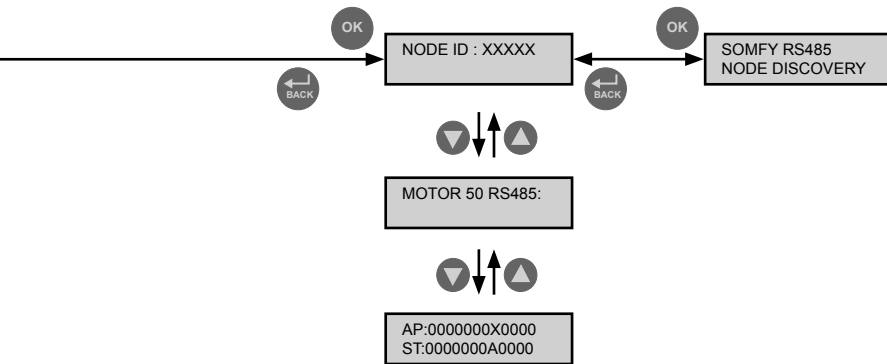 OK
OK
NODE ID : XXXXX
SOMFY RS485
NODE DISCOVERY
BACK
BACK
MOTOR 50 RS485:
AP:0000000X0000
ST:0000000A0000